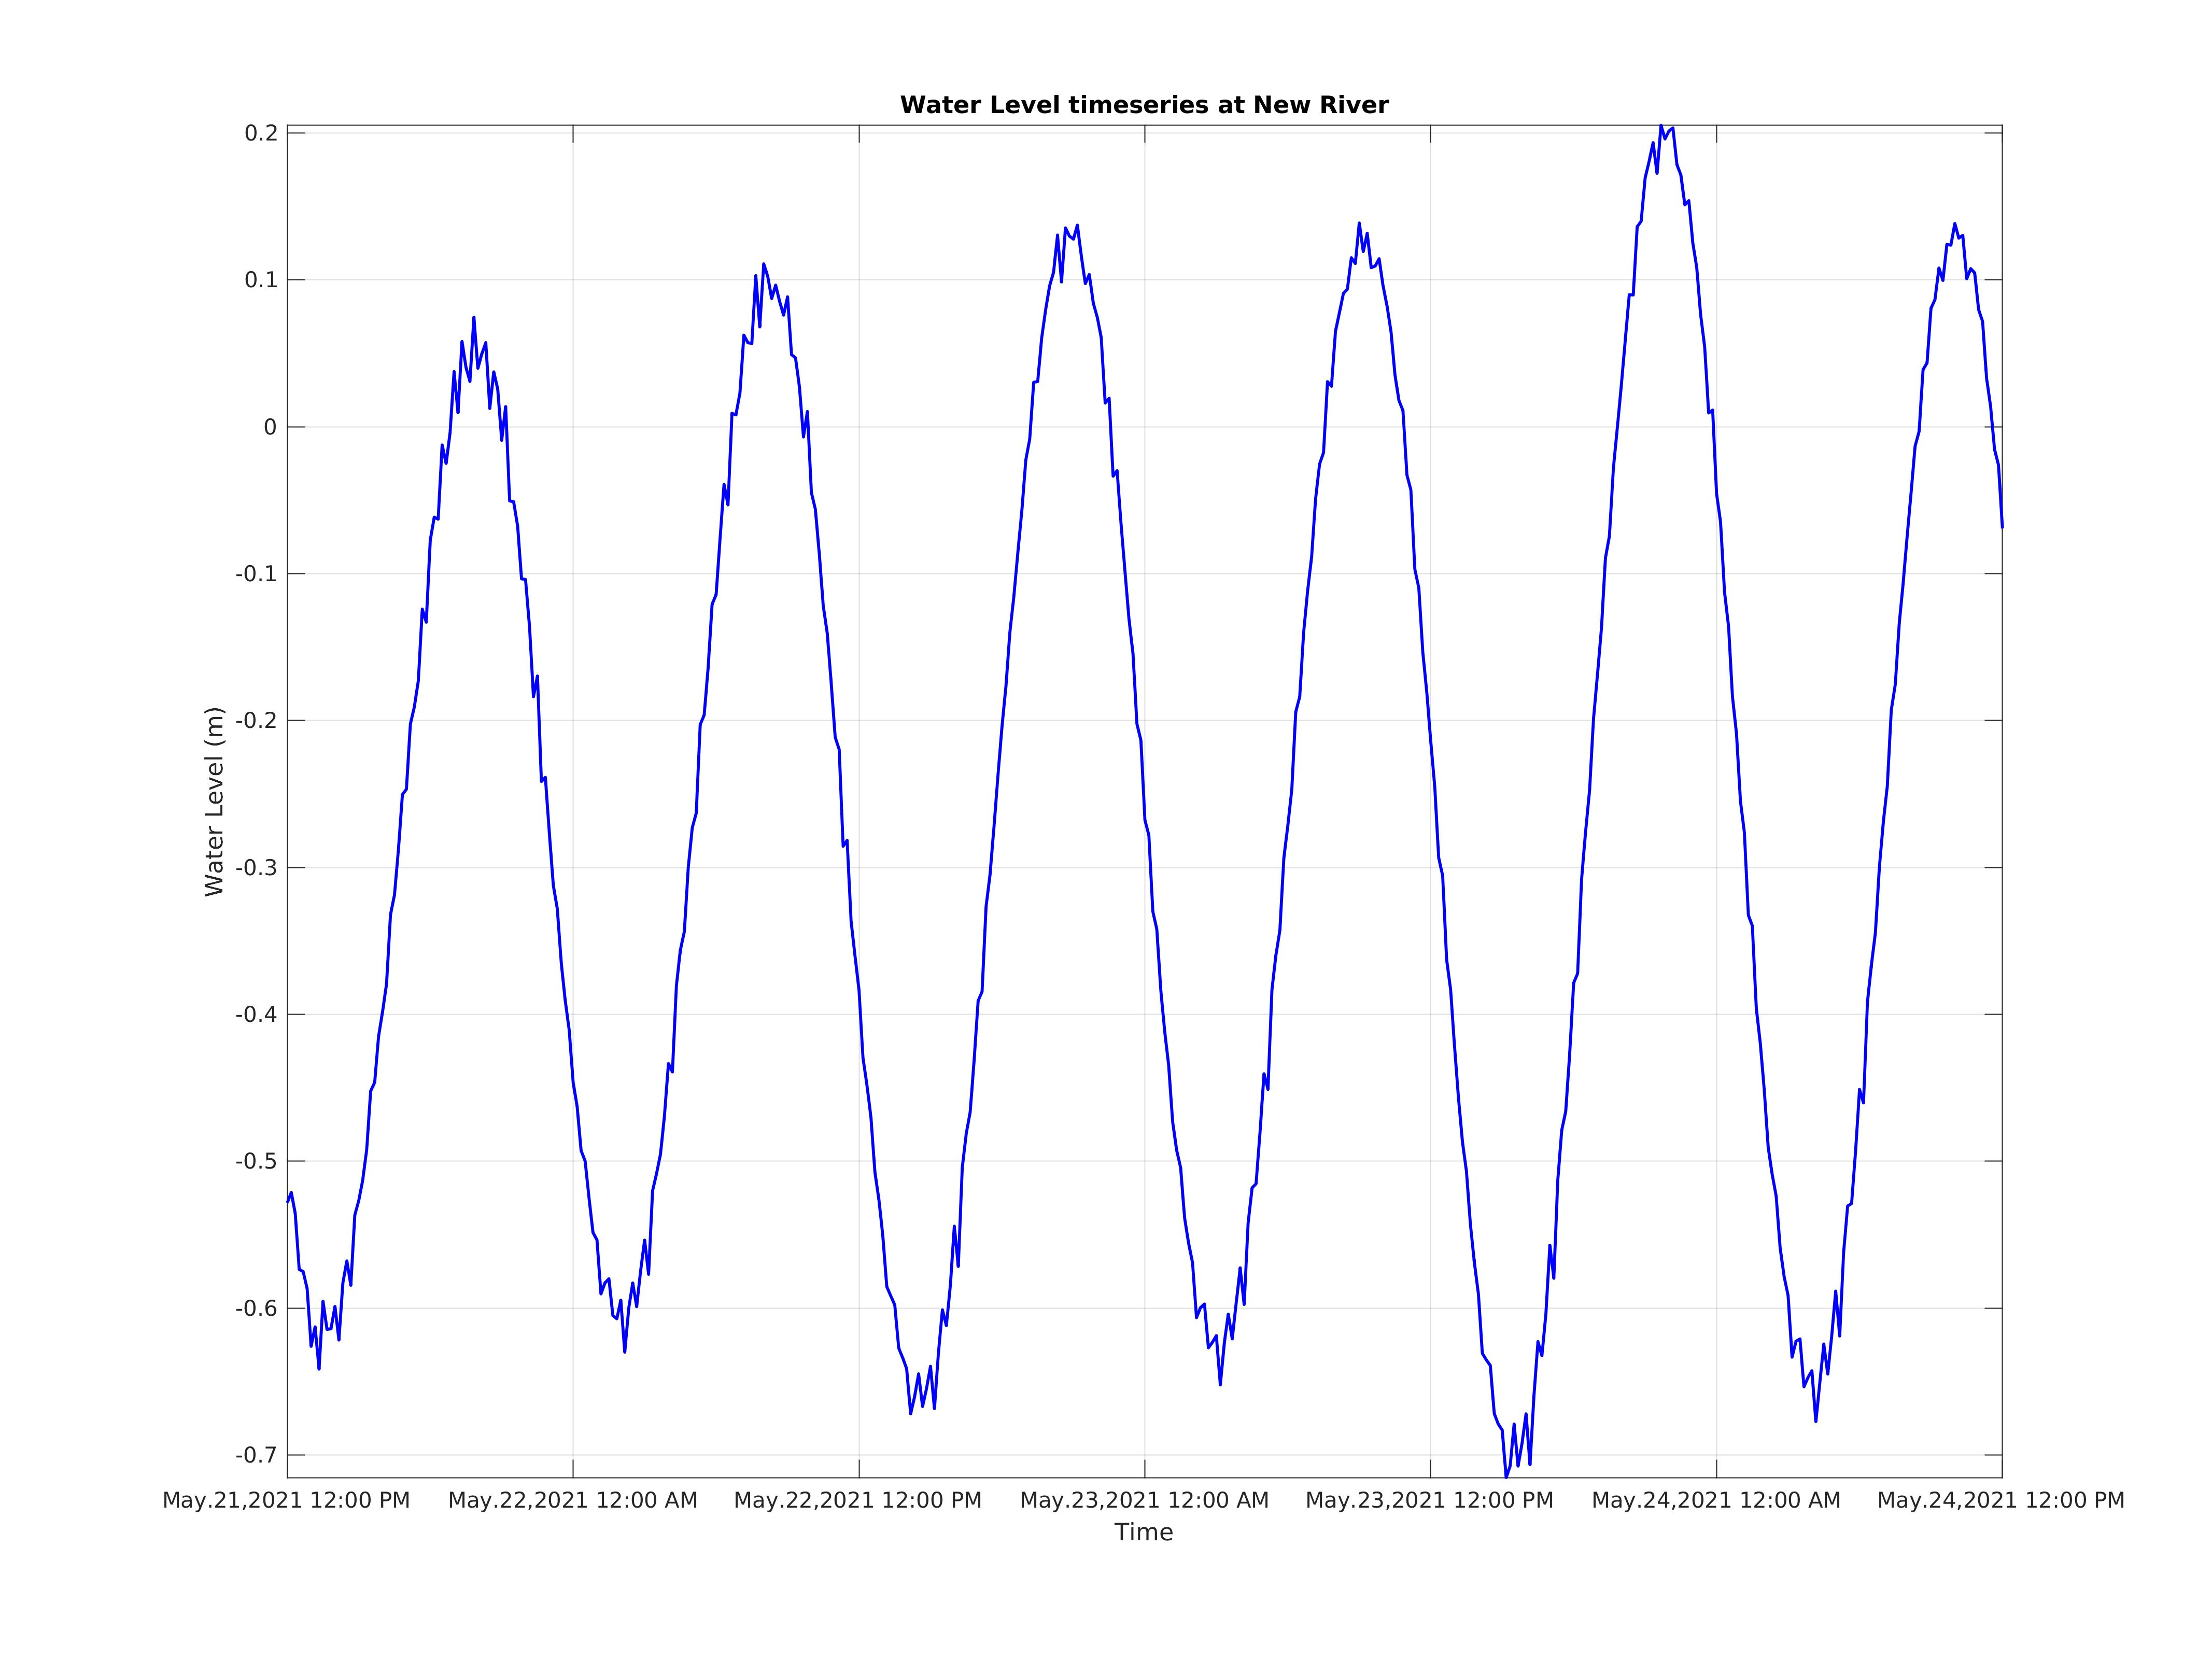 Water Level timeseries at New River
0.2
0.1
0
-0.1
-0.2
-0.3
-0.4
-0.5
-0.6
-0.7
Water Level (m)
May.21,2021 12:00 PM
May.22,2021 12:00 AM
May.22,2021 12:00 PM
May.23,2021 12:00 AM
May.23,2021 12:00 PM
May.24,2021 12:00 AM
May.24,2021 12:00 PM
Time